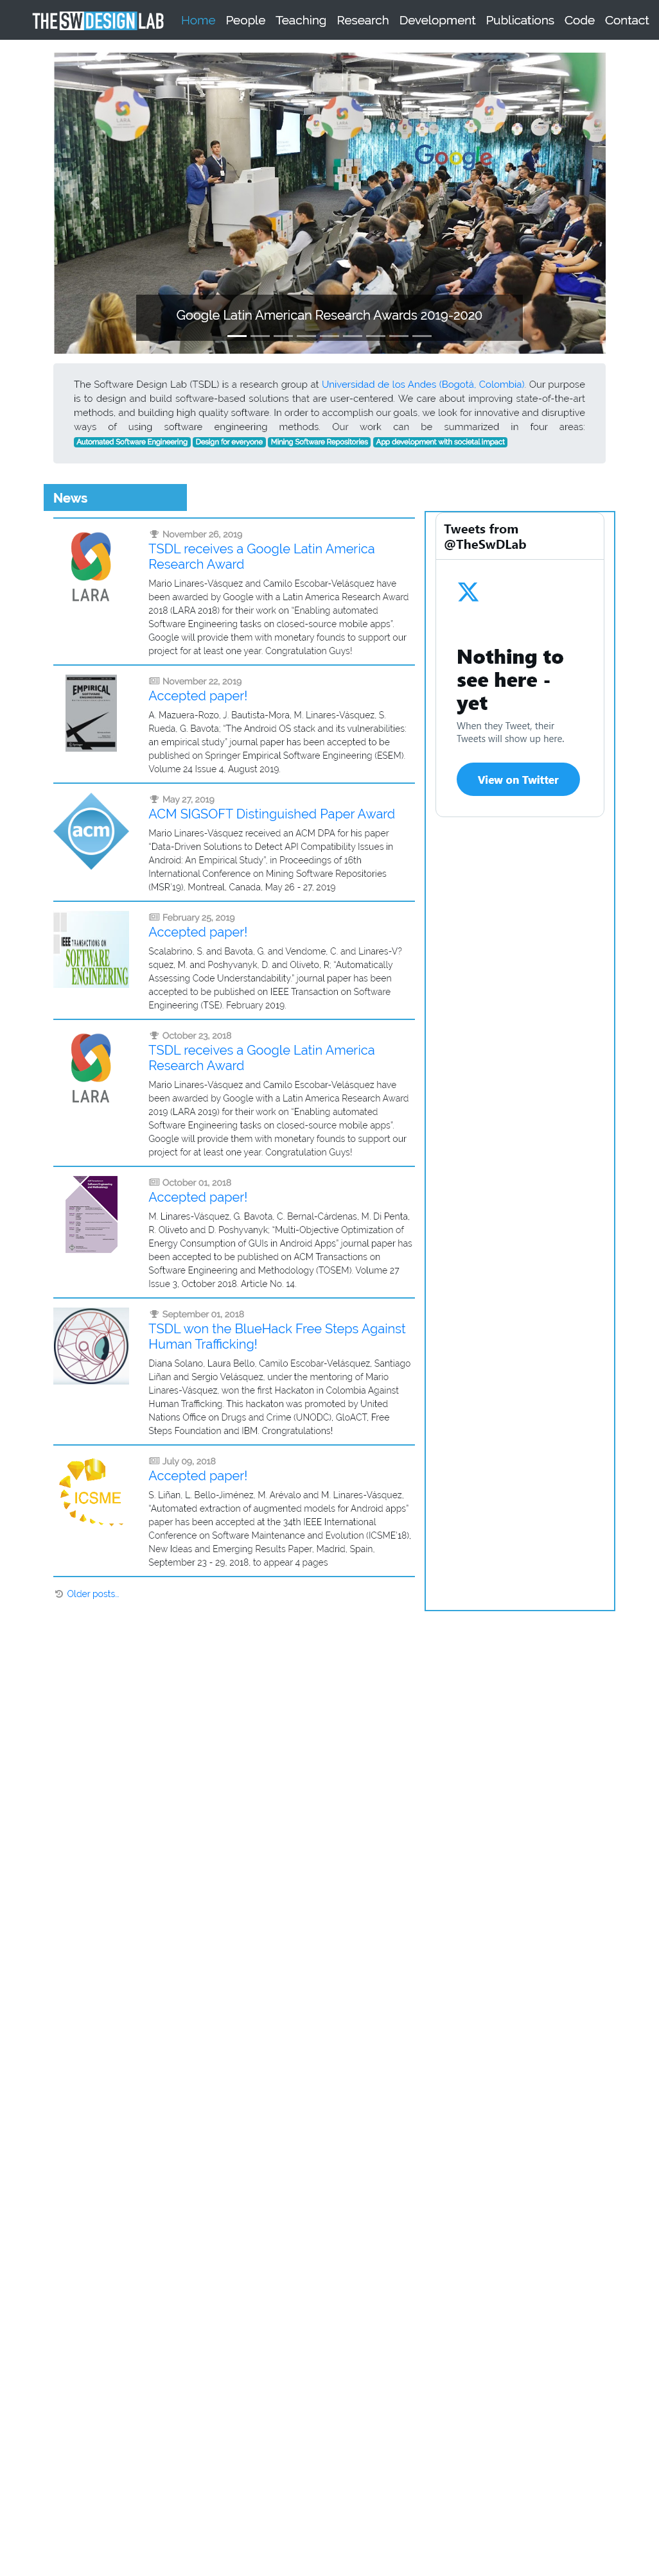 THE SW DESIGN LAB
Home People Teaching Research Development Publications Code Contact
Google
Google Latin American Research Awards 2019-2020
The Software Design Lab (TSDL) is a research group at Universidad de los Andes (Bogotá, Colombia). Our purpose
is to design and build software-based solutions that are user-centered. We care about improving state-of-the-art
methods, and building high quality software. In order to accomplish our goals, we look for innovative and disruptive
ways of using software engineering methods. Our work can be summarized in four areas:
Automated Software Engineering Design for everyone Mining Software Repositories App development with societal impact
News
LARA
November 26, 2019
TSDL receives a Google Latin America
Research Award
Mario Linares-Vásquez and Camilo Escobar-Velásquez have
been awarded by Google with a Latin America Research Award
2018 (LARA 2018) for their work on “Enabling automated
Software Engineering tasks on closed-source mobile apps”.
Google will provide them with monetary founds to support our
project for at least one year. Congratulation Guys!
EMPIRICAL
November 22, 2019
Accepted paper!
A. Mazuera-Rozo, J. Bautista-Mora, M. Linares-Vásquez, S.
Rueda, G. Bavota, “The Android OS stack and its vulnerabilities:
an empirical study” journal paper has been accepted to be
published on Springer Empirical Software Engineering (ESEM).
Volume 24 Issue 4, August 2019.
acm
May 27, 2019
ACM SIGSOFT Distinguished Paper Award
Mario Linares-Vásquez received an ACM DPA for his paper
“Data-Driven Solutions to Detect API Compatibility Issues in
Android: An Empirical Study”, in Proceedings of 16th
International Conference on Mining Software Repositories
(MSR'19), Montreal, Canada, May 26 - 27, 2019
IEEE TRANSACTIONS ON
SOFTWARE
ENGINEERING
February 25, 2019
Accepted paper!
Scalabrino, S. and Bavota, G. and Vendome, C. and Linares-V?
squez, M. and Poshyvanyk, D. and Oliveto, R, “Automatically
Assessing Code Understandability,” journal paper has been
accepted to be published on IEEE Transaction on Software
Engineering (TSE). February 2019.
LARA
October 23, 2018
TSDL receives a Google Latin America
Research Award
Mario Linares-Vásquez and Camilo Escobar-Velásquez have
been awarded by Google with a Latin America Research Award
2019 (LARA 2019) for their work on “Enabling automated
Software Engineering tasks on closed-source mobile apps”.
Google will provide them with monetary founds to support our
project for at least one year. Congratulation Guys!
October 01, 2018
Accepted paper!
M. Linares-Vásquez, G. Bavota, C. Bernal-Cárdenas, M. Di Penta,
R. Oliveto and D. Poshyvanyk, “Multi-Objective Optimization of
Energy Consumption of GUIs in Android Apps” journal paper has
been accepted to be published on ACM Transactions on
Software Engineering and Methodology (TOSEM). Volume 27
Issue 3, October 2018. Article No. 14.
September 01, 2018
TSDL won the BlueHack Free Steps Against
Human Trafficking!
Diana Solano, Laura Bello, Camilo Escobar-Velásquez, Santiago
Liñan and Sergio Velásquez, under the mentoring of Mario
Linares-Vásquez, won the first Hackaton in Colombia Against
Human Trafficking. This hackaton was promoted by United
Nations Office on Drugs and Crime (UNODC), GloACT, Free
Steps Foundation and IBM. Crongratulations!
ICSME
July 09, 2018
Accepted paper!
S. Liñan, L. Bello-Jiménez, M. Arévalo and M. Linares-Vásquez,
“Automated extraction of augmented models for Android apps”
paper has been accepted at the 34th IEEE International
Conference on Software Maintenance and Evolution (ICSME'18),
New Ideas and Emerging Results Paper, Madrid, Spain,
September 23 - 29, 2018, to appear 4 pages
Older posts...
Tweets from
@TheSwDLab
Nothing to
see here -
yet
When they Tweet, their
Tweets will show up here.
View on Twitter